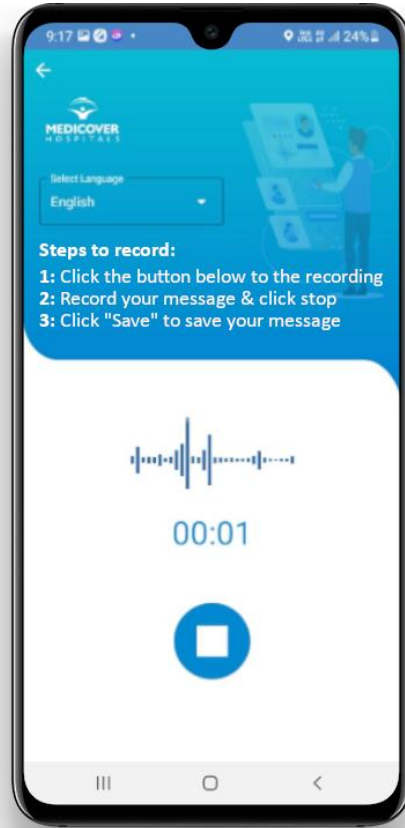 9:17
24%
MEDICOVER
HOSPITALS
Select Language
English
Steps to record:
1: Click the button below to the recording
2: Record your message & click stop
3: Click "Save" to save your message
00:01